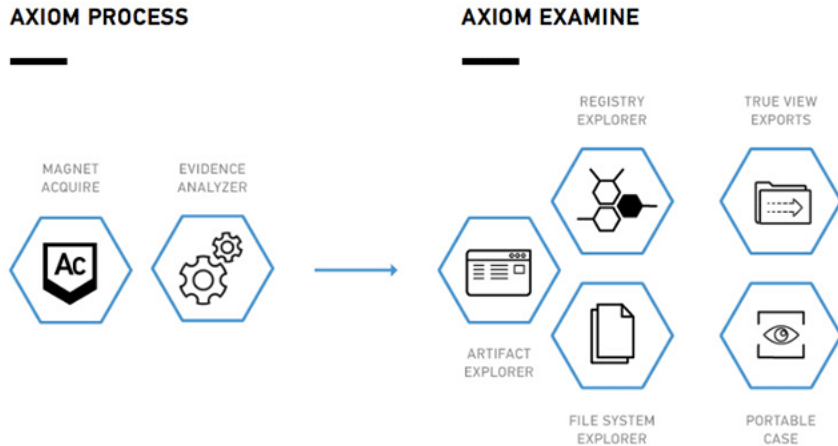 AXIOM PROCESS
AXIOM EXAMINE
MAGNET
ACQUIRE
EVIDENCE
ANALYZER
Ac
REGISTRY
EXPLORER
TRUE VIEW
EXPORTS
ARTIFACT
EXPLORER
FILE SYSTEM
EXPLORER
PORTABLE
CASE